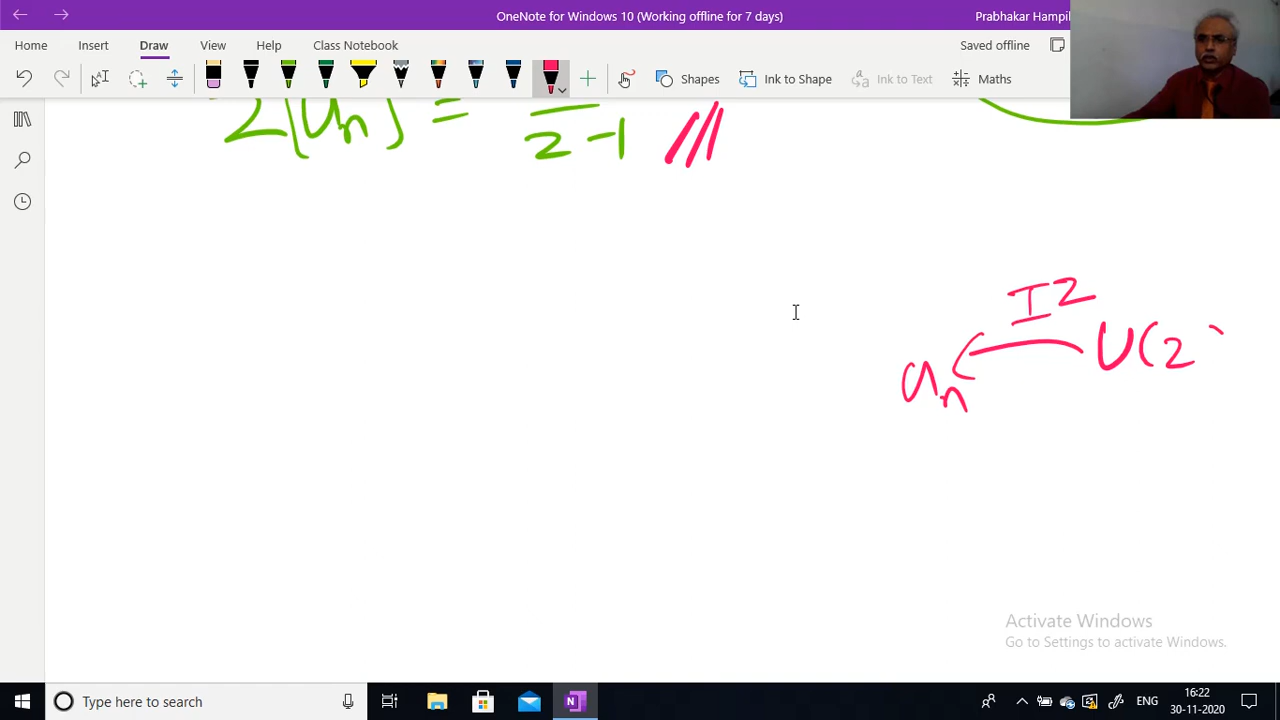 OneNote for Windows 10 (Working offline for 7 days)
Prabhakar Hampil
Home
Insert
Draw
View
Help
Class Notebook
Saved offline
Shapes
Ink to Shape
Ink to Text
Maths
z[un] =
z-1
Iz
an
U(z
Activate Windows
Go to Settings to activate Windows.
Type here to search
ENG
16:22
30-11-2020